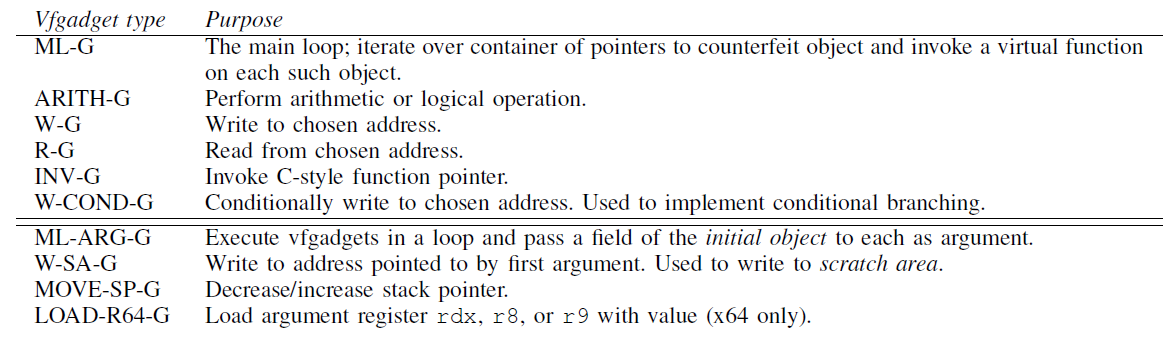 Vfgadget type Purpose
ML-G The main loop; iterate over container of pointers to counterfeit object and invoke a virtual function
on each such object.
ARITH-G Perform arithmetic or logical operation.
W-G Write to chosen address.
R-G Read from chosen address.
INV-G Invoke C-style function pointer.
W-COND-G Conditionally write to chosen address. Used to implement conditional branching.
ML-ARG-G Execute vfgadgets in a loop and pass a field of the initial object to each as argument.
W-SA-G Write to address pointed to by first argument. Used to write to scratch area.
MOVE-SP-G Decrease/increase stack pointer.
LOAD-R64-G Load argument register rdx, r8, or r9 with value (x64 only).